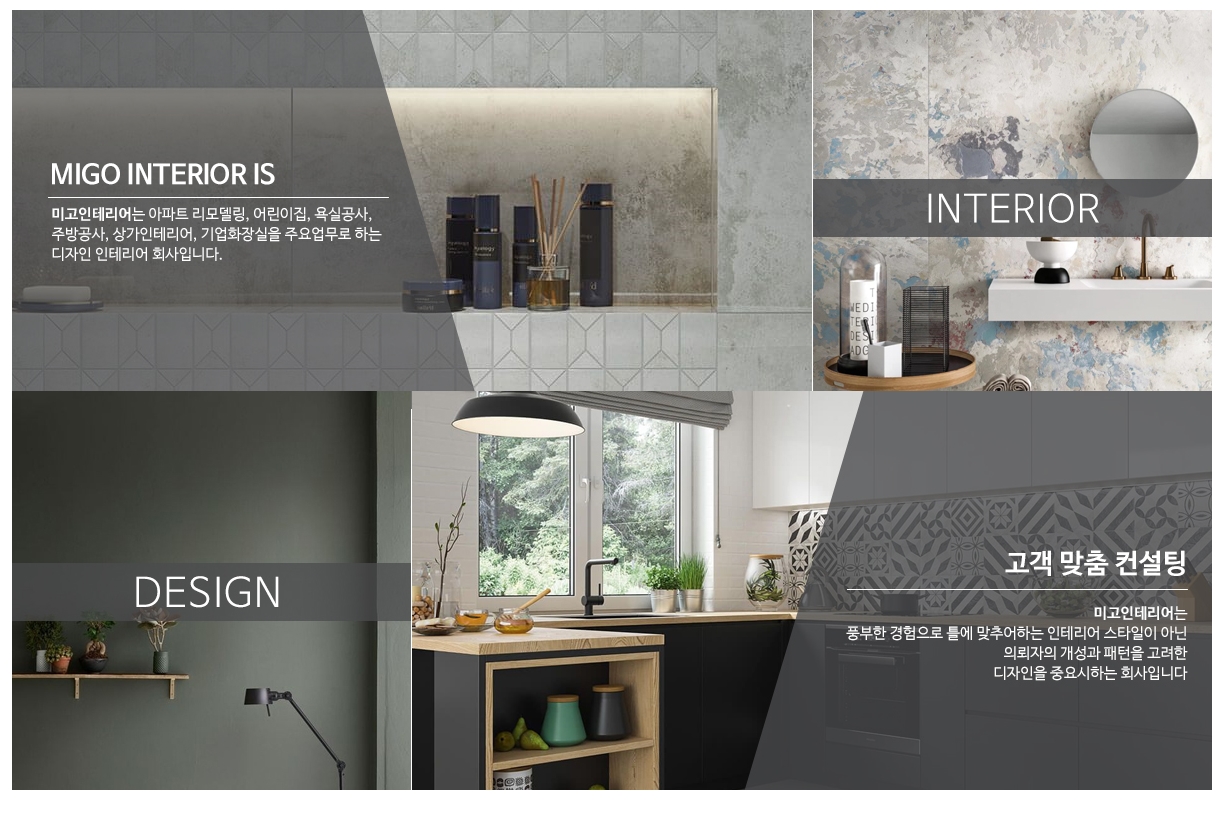 MIGO INTERIOR IS
미고인테리어는 아파트 리모델링, 어린이집, 욕실공사,
주방공사, 상가인테리어, 기업화장실을 주요업무로 하는
디자인 인테리어 회사입니다.
INTERIOR
DESIGN
고객 맞춤 컨설팅
미고인테리어는
풍부한 경험으로 틀에 맞추어하는 인테리어 스타일이 아닌
의뢰자의 개성과 패턴을 고려한
디자인을 중요시하는 회사입니다